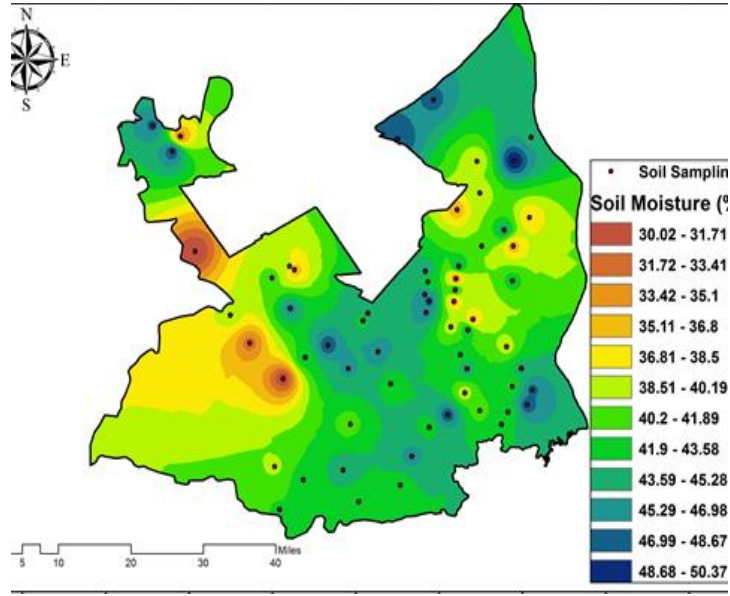 N
E
S
Soil Samplin
Soil Moisture (%
30.02 - 31.71
31.72 - 33.41
33.42 - 35.1
35.11 - 36.8
36.81 - 38.5
38.51 - 40.19
40.2 - 41.89
41.9 - 43.58
43.59 - 45.28
45.29 - 46.98
46.99 - 48.67
48.68 - 50.37
Miles
5 10 20 30 40